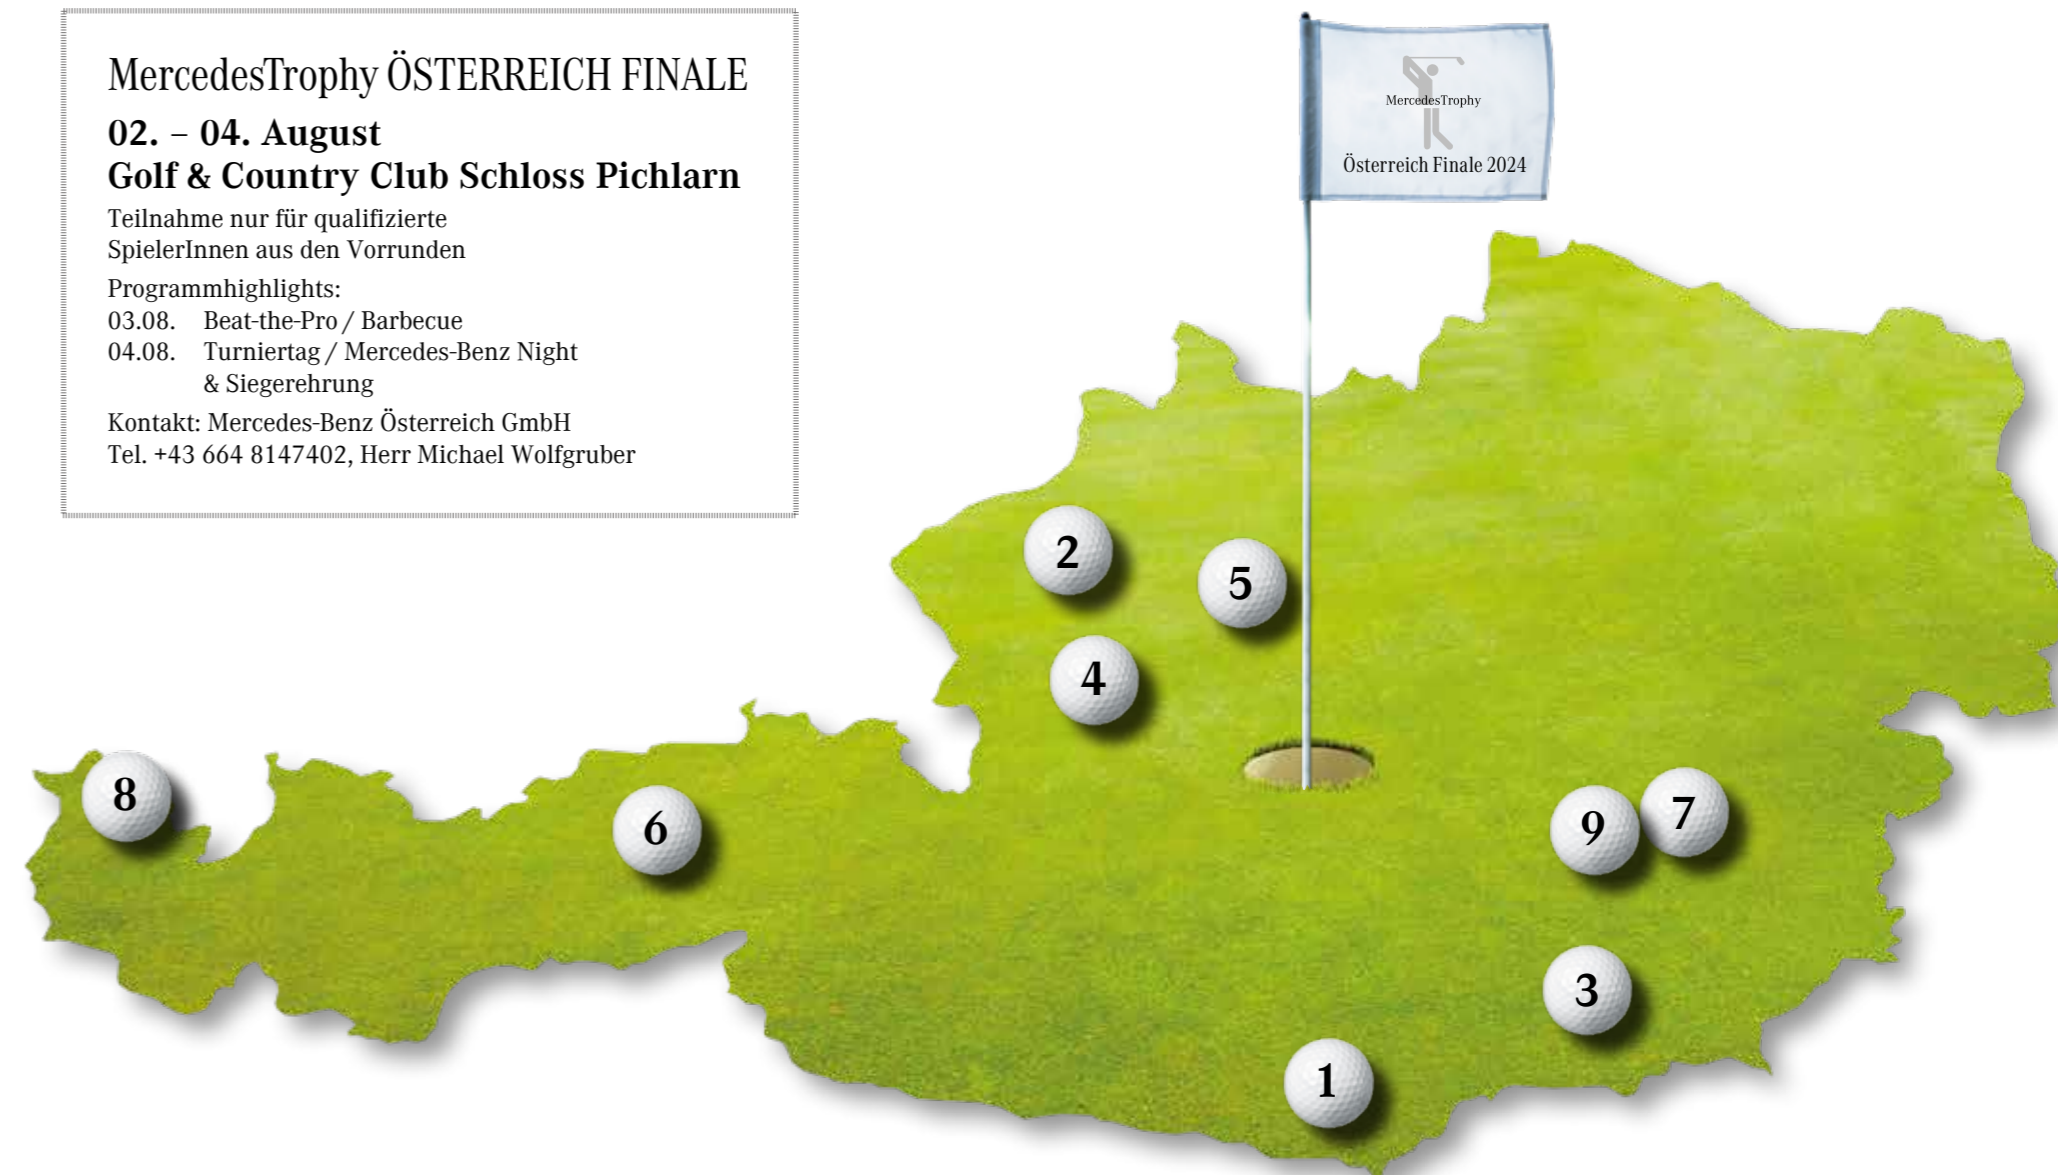 MercedesTrophy ÖSTERREICH FINALE
02. – 04. August
Golf & Country Club Schloss Pichlarn
Teilnahme nur für qualifizierte
SpielerInnen aus den Vorrunden
Programmhighlights:
03.08. Beat-the-Pro / Barbecue
04.08. Turniertag / Mercedes-Benz Night
& Siegerehrung
Kontakt: Mercedes-Benz Österreich GmbH
Tel. +43 664 8147402, Herr Michael Wolfgruber
MercedesTrophy
Österreich Finale 2024
2
5
4
8
6
9
7
3
1